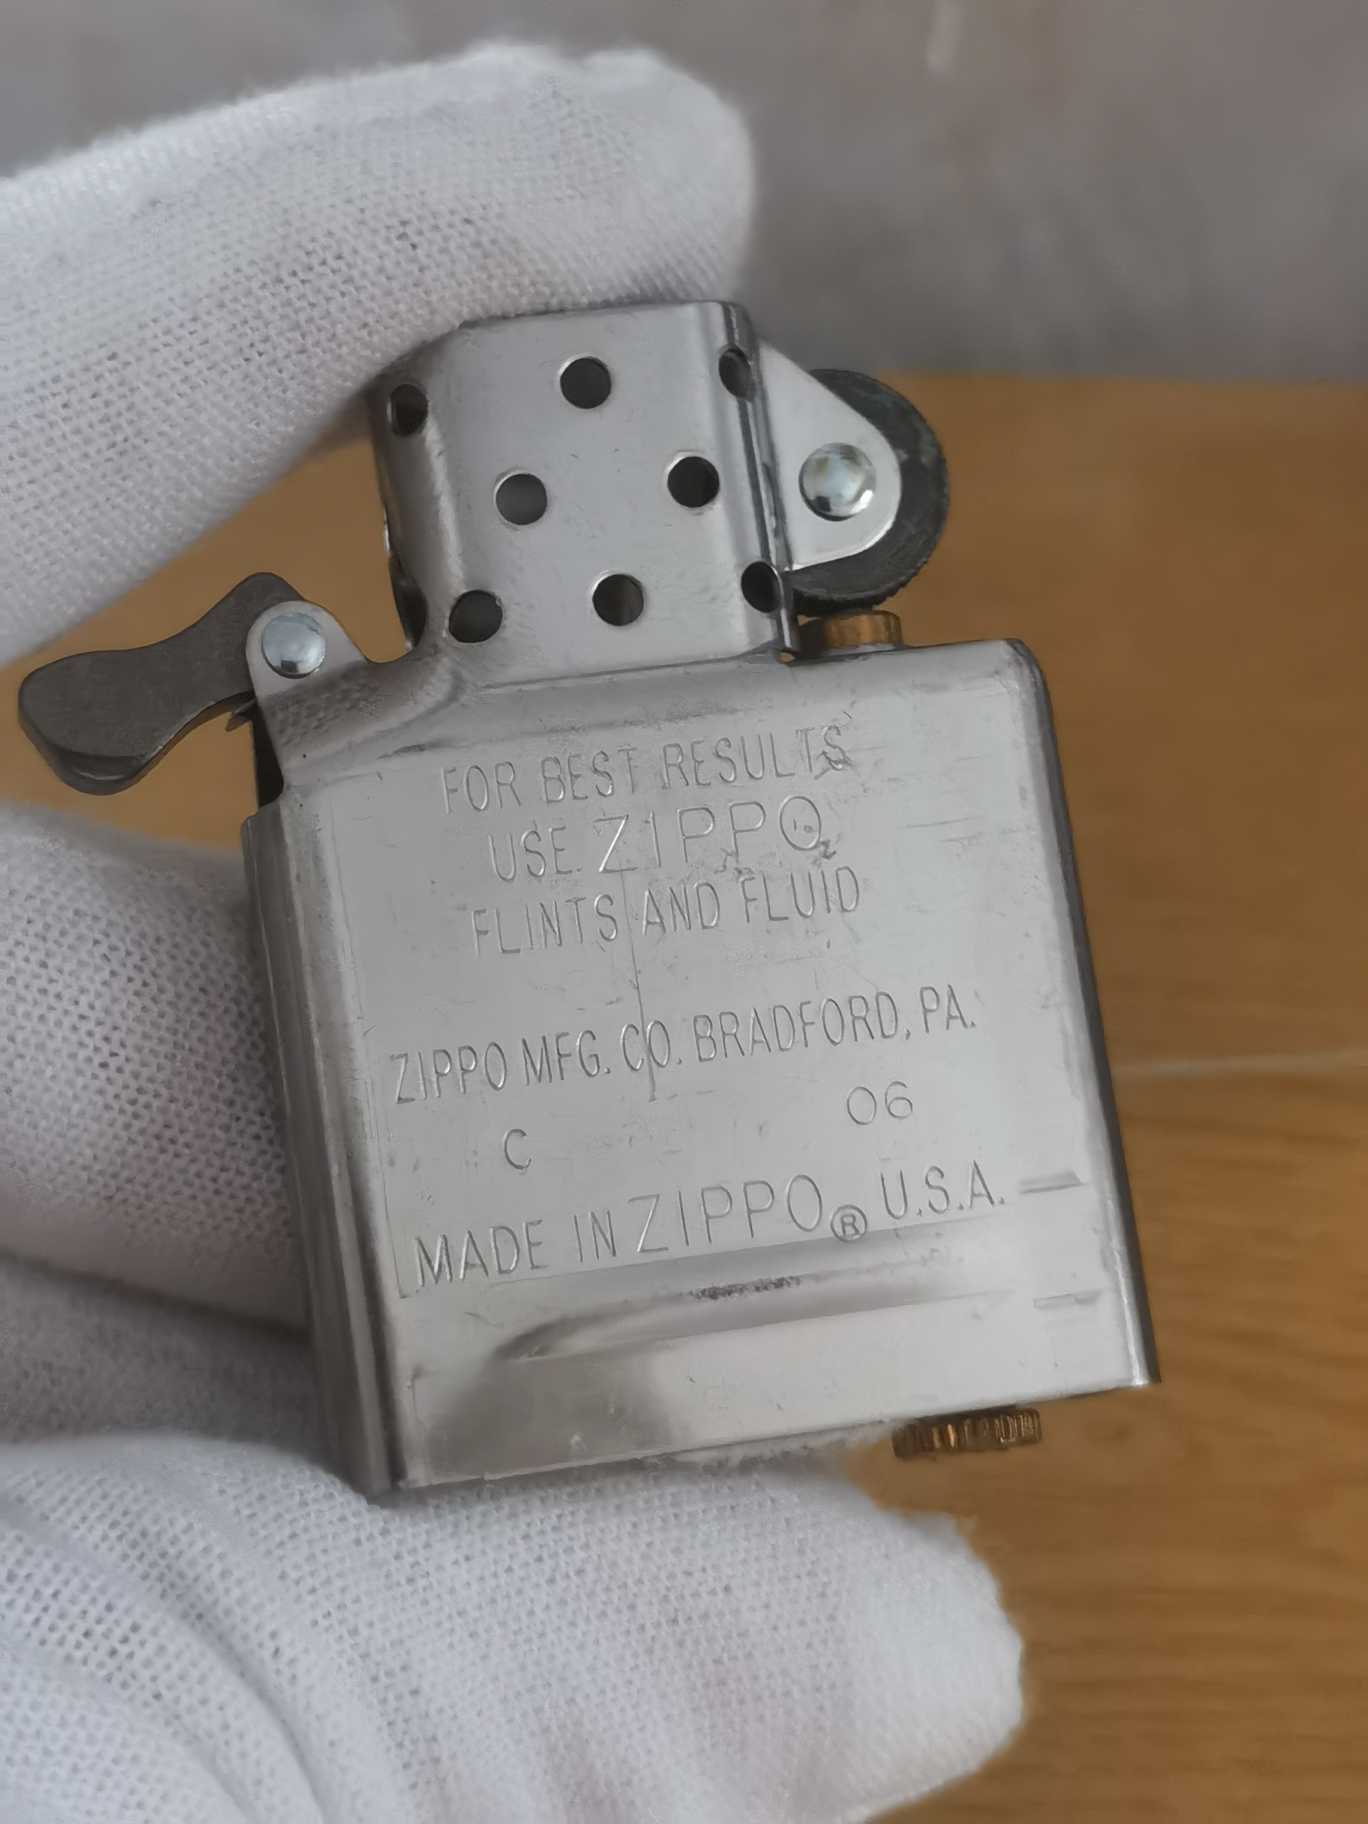 FOR BEST RESULTS
USE ZIPPO
FLINTS AND FLUID
ZIPPO MFG. CO. BRADFORD, PA.
C 06
MADE IN ZIPPO® U.S.A.